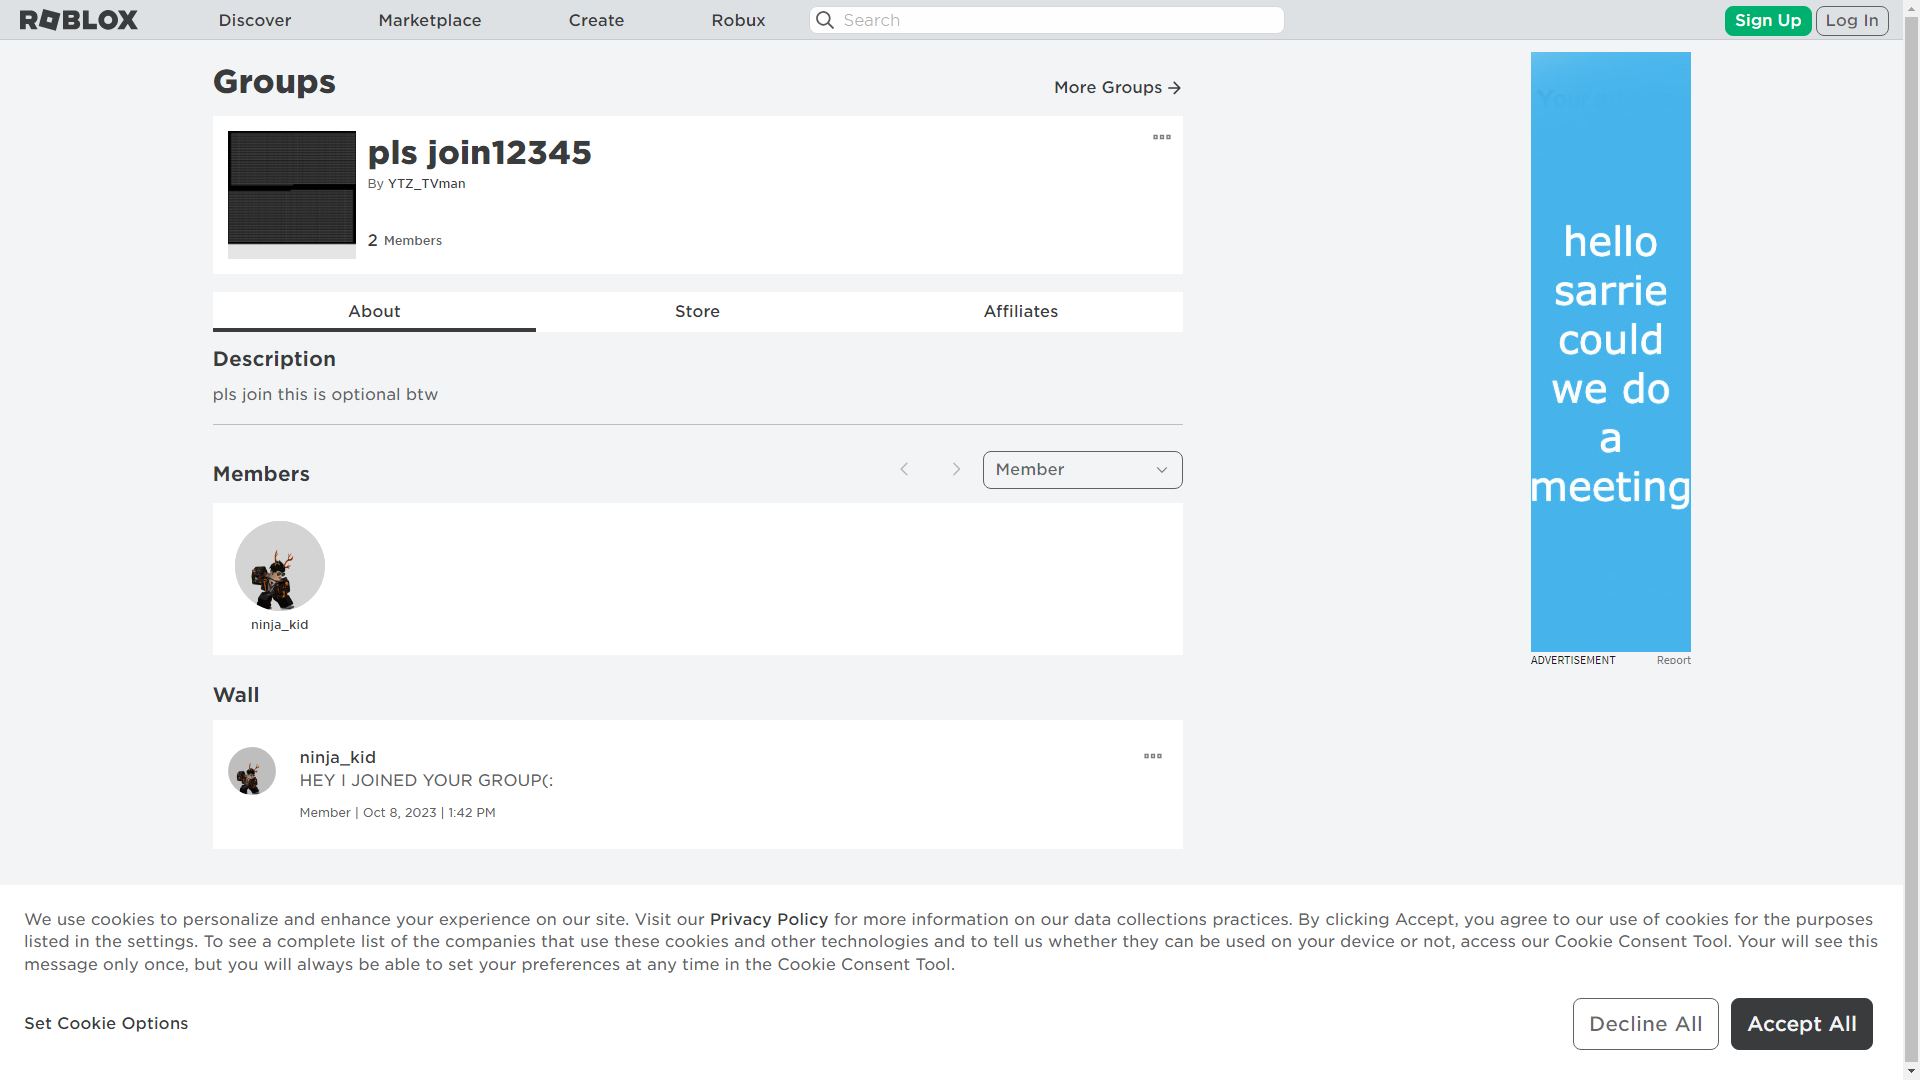 ROBLOX
Discover
Marketplace
Create
Robux
Search
Sign Up
Log In
Groups
More Groups
pls join12345
By YTZ_TVman
2 Members
About
Store
Affiliates
Description
pls join this is optional btw
Members
Member
ninja_kid
Wall
ninja_kid
HEY I JOINED YOUR GROUP(:
Member | Oct 8, 2023 | 1:42 PM
hello
sarrie
could
we do
a
meeting
ADVERTISEMENT
Report
We use cookies to personalize and enhance your experience on our site. Visit our Privacy Policy for more information on our data collections practices. By clicking Accept, you agree to our use of cookies for the purposes
listed in the settings. To see a complete list of the companies that use these cookies and other technologies and to tell us whether they can be used on your device or not, access our Cookie Consent Tool. Your will see this
message only once, but you will always be able to set your preferences at any time in the Cookie Consent Tool.
Set Cookie Options
Decline All
Accept All